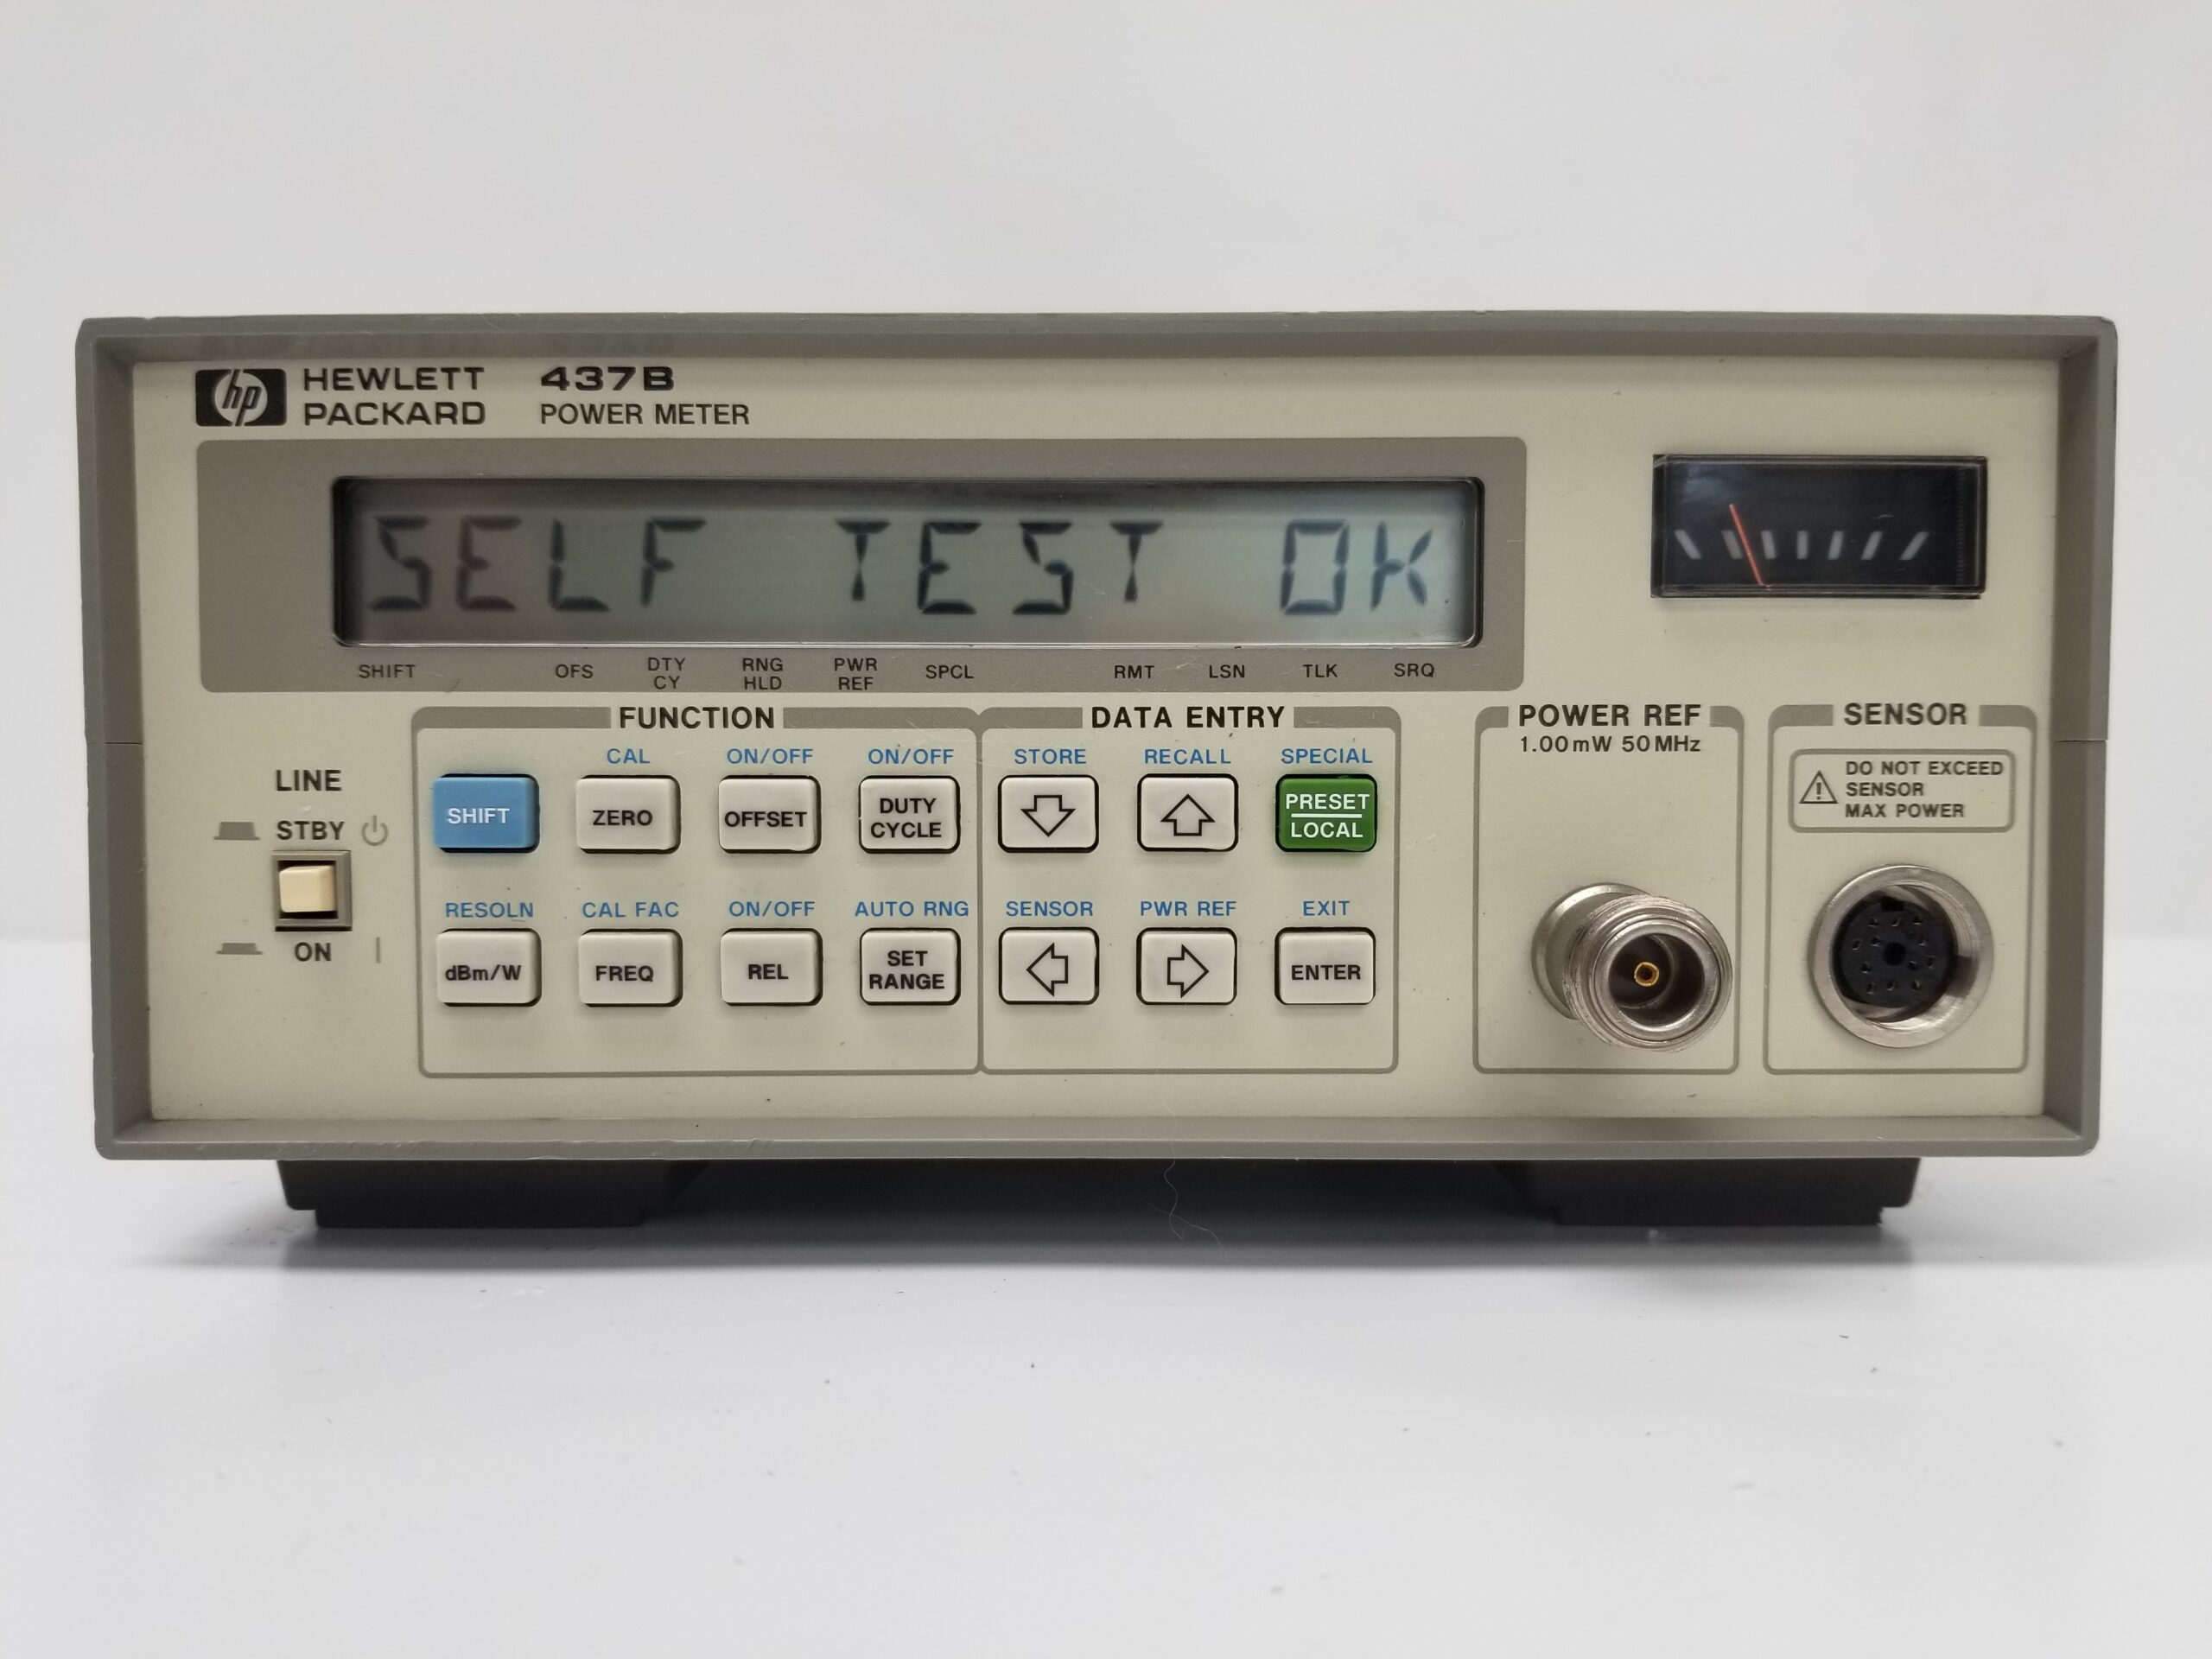 hp HEWLETT PACKARD
437B
POWER METER
SELF TEST OK
SHIFT OFS DTY CY RNG HLD PWR REF SPCL RMT LSN TLK SRQ
FUNCTION
DATA ENTRY
POWER REF
1.00mW 50MHz
SENSOR
DO NOT EXCEED
SENSOR
MAX POWER
LINE
STBY
ON
CAL ON/OFF ON/OFF STORE RECALL SPECIAL
SHIFT ZERO OFFSET DUTY CYCLE PRESET LOCAL
RESOLN CAL FAC ON/OFF AUTO RNG SENSOR PWR REF EXIT
dBm/W FREQ REL SET RANGE ENTER